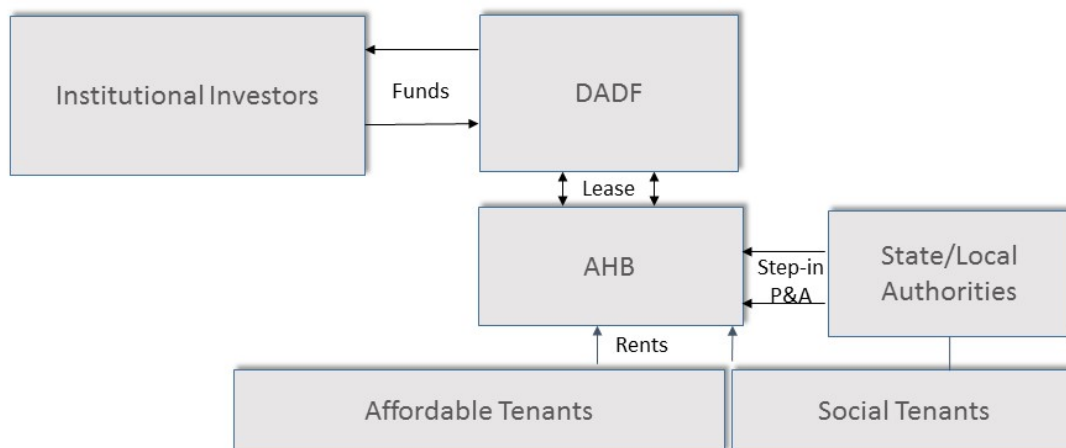 Institutional Investors
Funds
DADF
Lease
AHB
Step-in
P&A
State/Local
Authorities
Rents
Affordable Tenants
Social Tenants